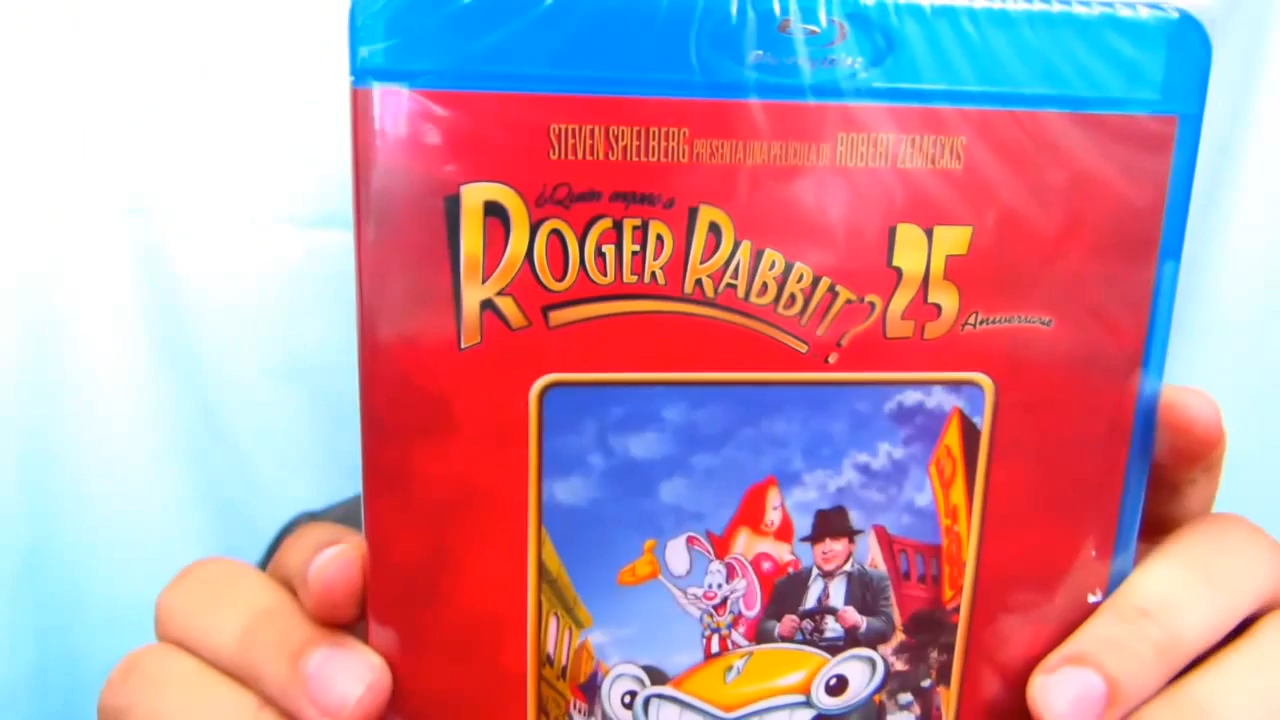 STEVEN SPIELBERG PRESENTA UNA PELÍCULA DE ROBERT ZEMECKIS
¿Quién engañó a
ROGER RABBIT? 25
Aniversario